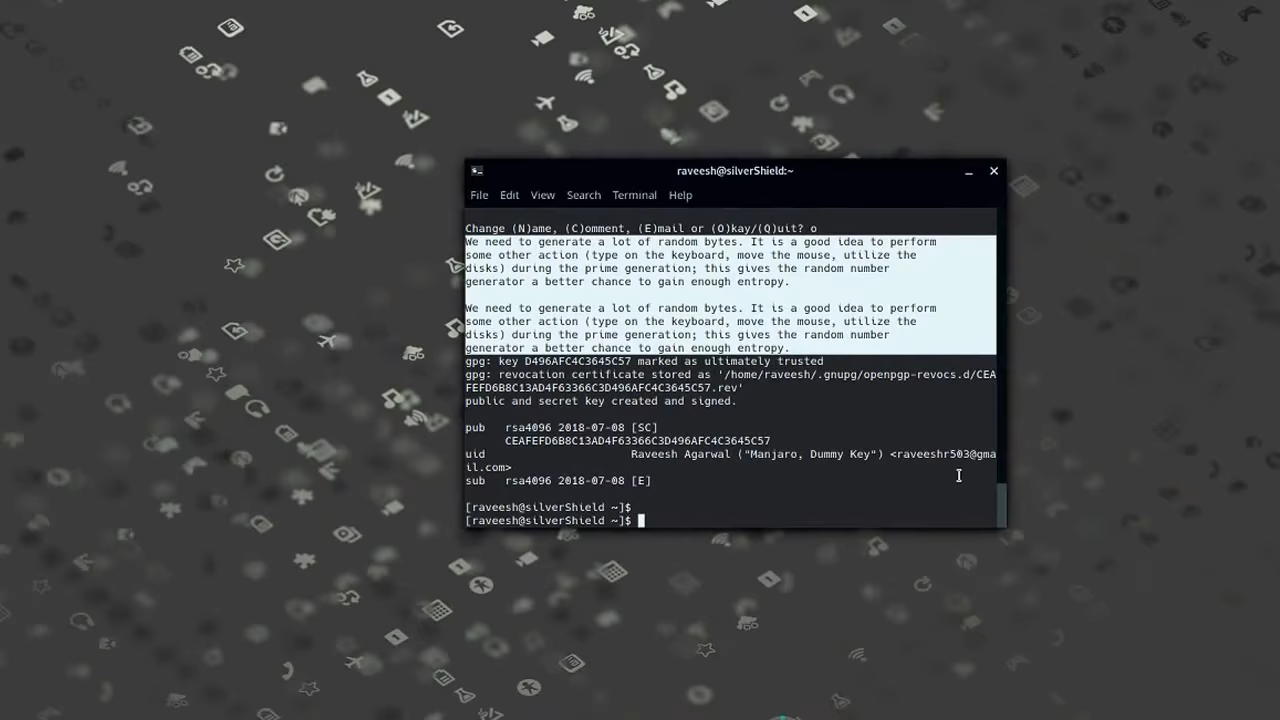 raveesh@silverShield:~
File Edit View Search Terminal Help
Change (N)ame, (C)omment, (E)mail or (O)kay/(Q)uit? o
We need to generate a lot of random bytes. It is a good idea to perform
some other action (type on the keyboard, move the mouse, utilize the
disks) during the prime generation; this gives the random number
generator a better chance to gain enough entropy.
We need to generate a lot of random bytes. It is a good idea to perform
some other action (type on the keyboard, move the mouse, utilize the
disks) during the prime generation; this gives the random number
generator a better chance to gain enough entropy.
gpg: key D496AFC4C3645C57 marked as ultimately trusted
gpg: revocation certificate stored as '/home/raveesh/.gnupg/openpgp-revocs.d/CEA
FEFD6B8C13AD4F63366C3D496AFC4C3645C57.rev'
public and secret key created and signed.
pub   rsa4096 2018-07-08 [SC]
CEAFEFD6B8C13AD4F63366C3D496AFC4C3645C57
uid                      Raveesh Agarwal ("Manjaro, Dummy Key") <raveeshr503@gma
il.com>
sub   rsa4096 2018-07-08 [E]
[raveesh@silverShield ~]$
[raveesh@silverShield ~]$